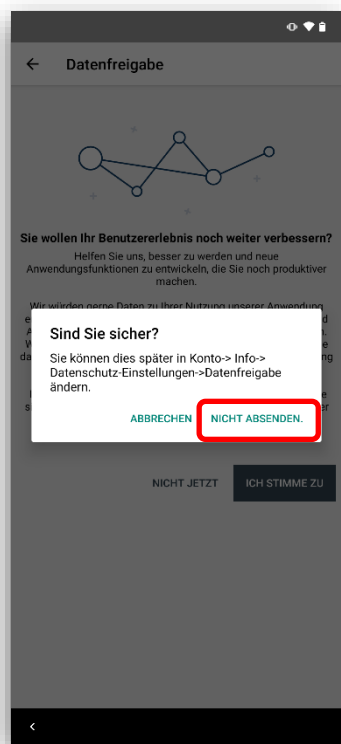 Datenfreigabe
Sie wollen Ihr Benutzererlebnis noch weiter verbessern?
Helfen Sie uns, besser zu werden und neue
Anwendungsfunktionen zu entwickeln, die Sie noch produktiver
machen.
Wir würden gerne Daten zu Ihrer Nutzung unserer Anwendung
Sind Sie sicher?
Sie können dies später in Konto-> Info->
Datenschutz-Einstellungen->Datenfreigabe
ändern.
ABBRECHEN NICHT ABSENDEN.
NICHT JETZT ICH STIMME ZU